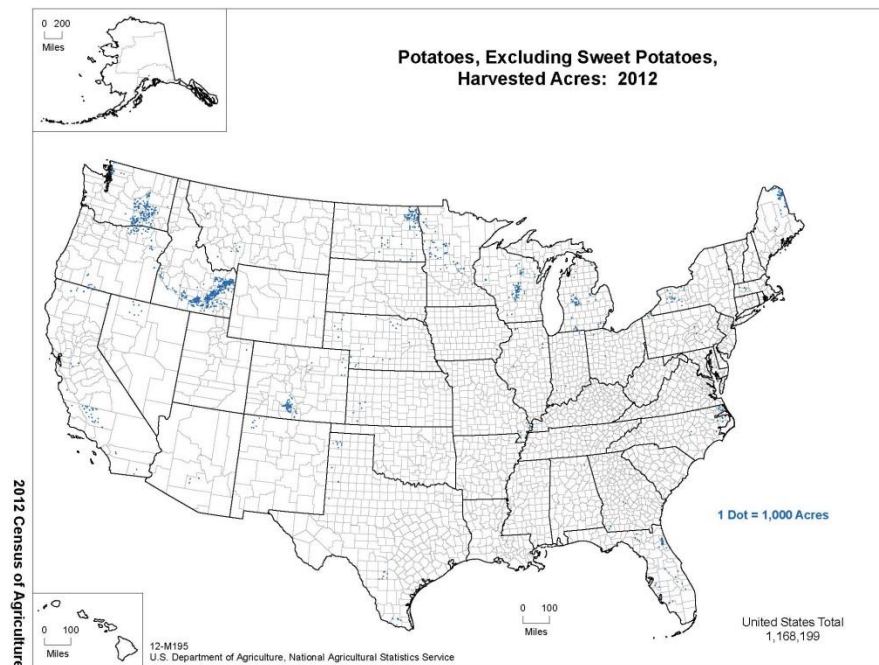 0 200
Miles
Potatoes, Excluding Sweet Potatoes,
Harvested Acres: 2012
1 Dot = 1,000 Acres
2012 Census of Agriculture
0 100
Miles
12-M195
U.S. Department of Agriculture, National Agricultural Statistics Service
0 100
Miles
United States Total
1,168,199